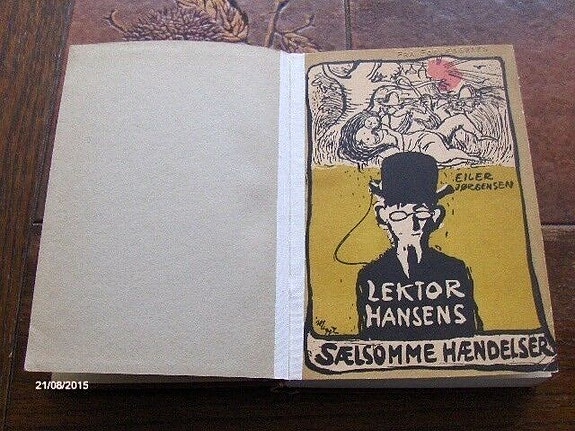 EILER
JØRGENSEN
LEKTOR
HANSENS
SÆLSOMME HÆNDELSER
21/08/2015